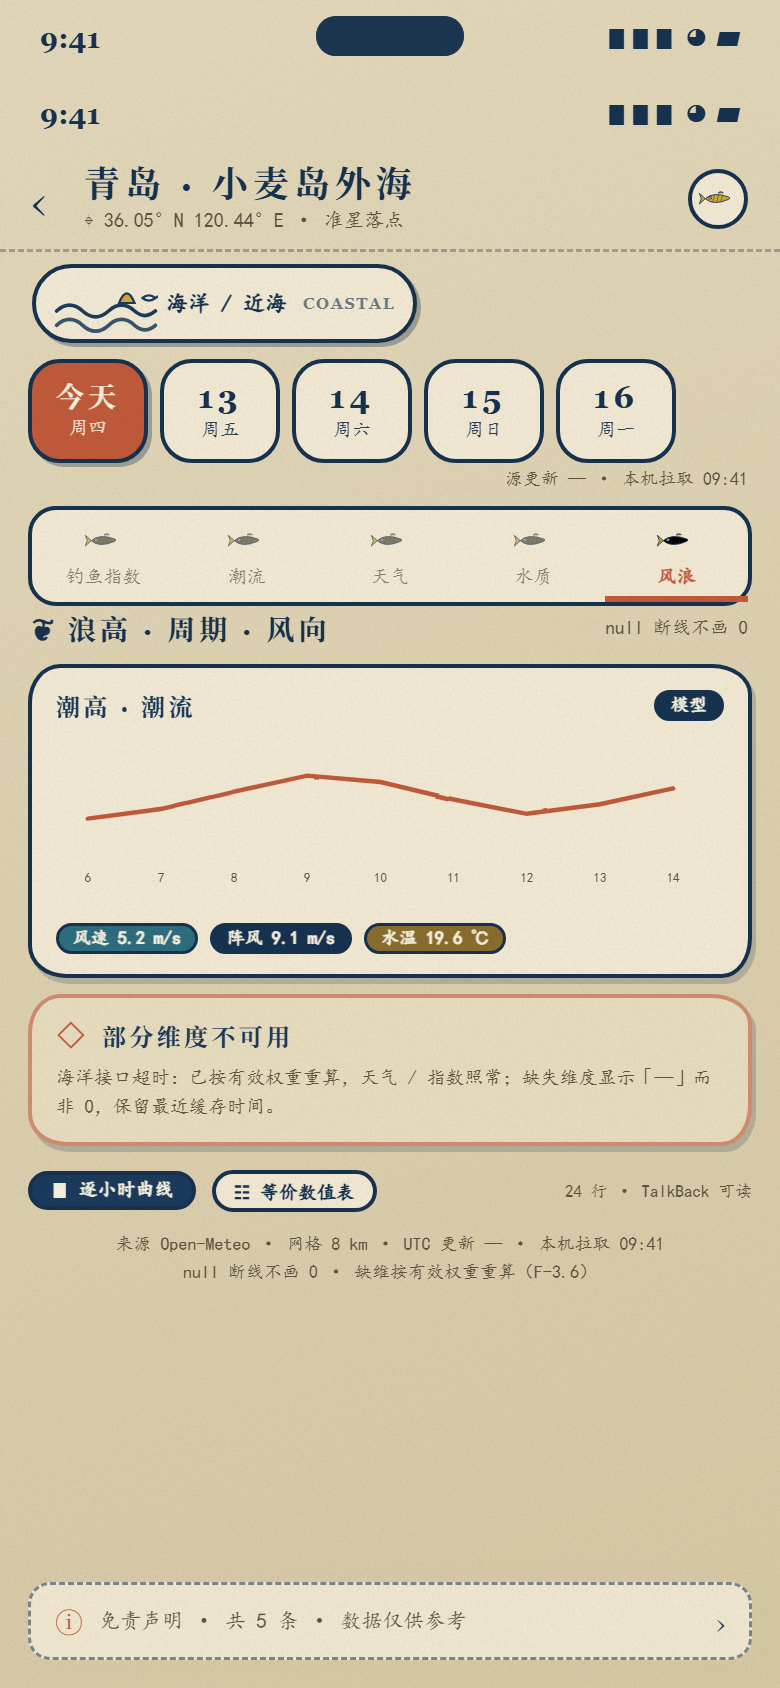 9:41
9:41
青岛 · 小麦岛外海
⌖ 36.05° N 120.44° E • 准星落点
海洋 / 近海 COASTAL
今天 13 14 15 16
周四 周五 周六 周日 周一
源更新 — • 本机拉取 09:41
钓鱼指数 潮流 天气 水质 风浪
❦ 浪高 · 周期 · 风向 null 断线不画 0
潮高 · 潮流 模型
6 7 8 9 10 11 12 13 14
风速 5.2 m/s 阵风 9.1 m/s 水温 19.6 ℃
部分维度不可用
海洋接口超时: 已按有效权重重算, 天气 / 指数照常; 缺失维度显示「—」而
非 0, 保留最近缓存时间。
逐小时曲线 ☷ 等价数值表 24 行 • TalkBack 可读
来源 Open-Meteo • 网格 8 km • UTC 更新 — • 本机拉取 09:41
null 断线不画 0 • 缺维按有效权重重算 (F-3.6)
ⓘ 免责声明 • 共 5 条 • 数据仅供参考 ›